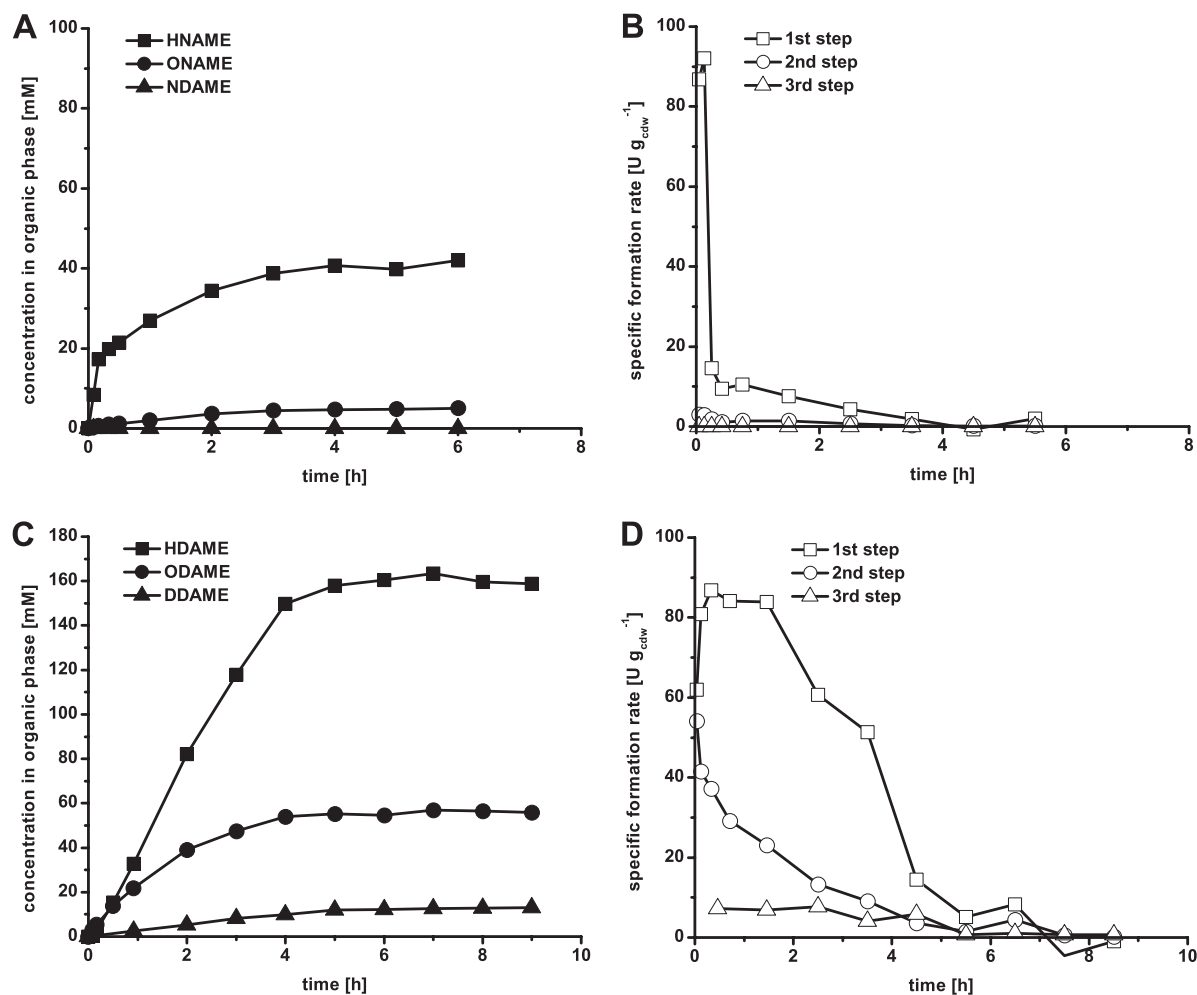 A
HNAME
ONAME
NDAME
concentration in organic phase [mM]
100
80
60
40
20
0
0 2 4 6 8
time [h]
B
1st step
2nd step
3rd step
specific formation rate [U g_cdw^-1]
100
80
60
40
20
0
0 2 4 6 8
time [h]
C
HDAME
ODAME
DDAME
concentration in organic phase [mM]
180
160
140
120
100
80
60
40
20
0
0 2 4 6 8 10
time [h]
D
1st step
2nd step
3rd step
specific formation rate [U g_cdw^-1]
100
80
60
40
20
0
0 2 4 6 8 10
time [h]